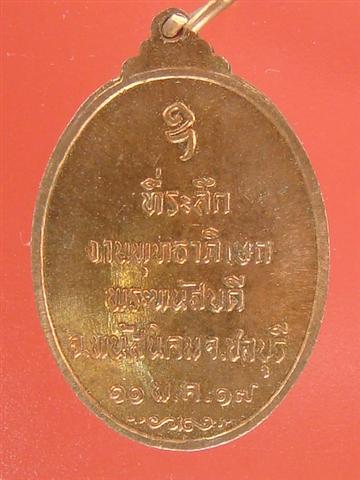 ที่ระลึก
งานพุทธาภิเษก
พระพนัสบดี
อ.พนัสนิคม จ.ชลบุรี
๑๑ พ.ค. ๑๗